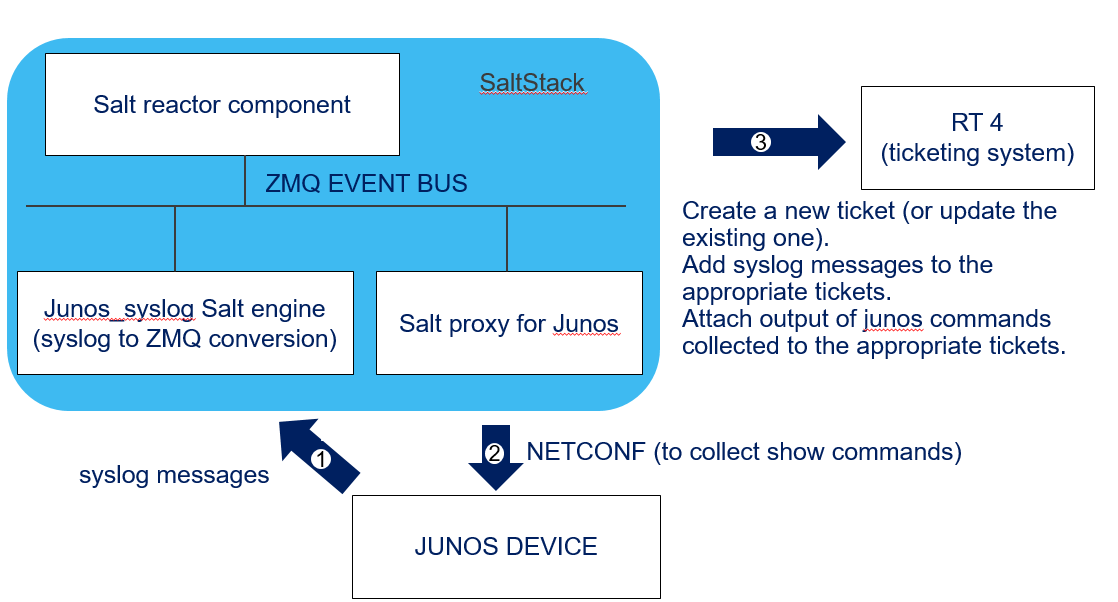 SaltStack
Salt reactor component
ZMQ EVENT BUS
Junos_syslog Salt engine
(syslog to ZMQ conversion)
Salt proxy for Junos
3
RT 4
(ticketing system)
Create a new ticket (or update the
existing one).
Add syslog messages to the
appropriate tickets.
Attach output of junos commands
collected to the appropriate tickets.
syslog messages
1
2
NETCONF (to collect show commands)
JUNOS DEVICE